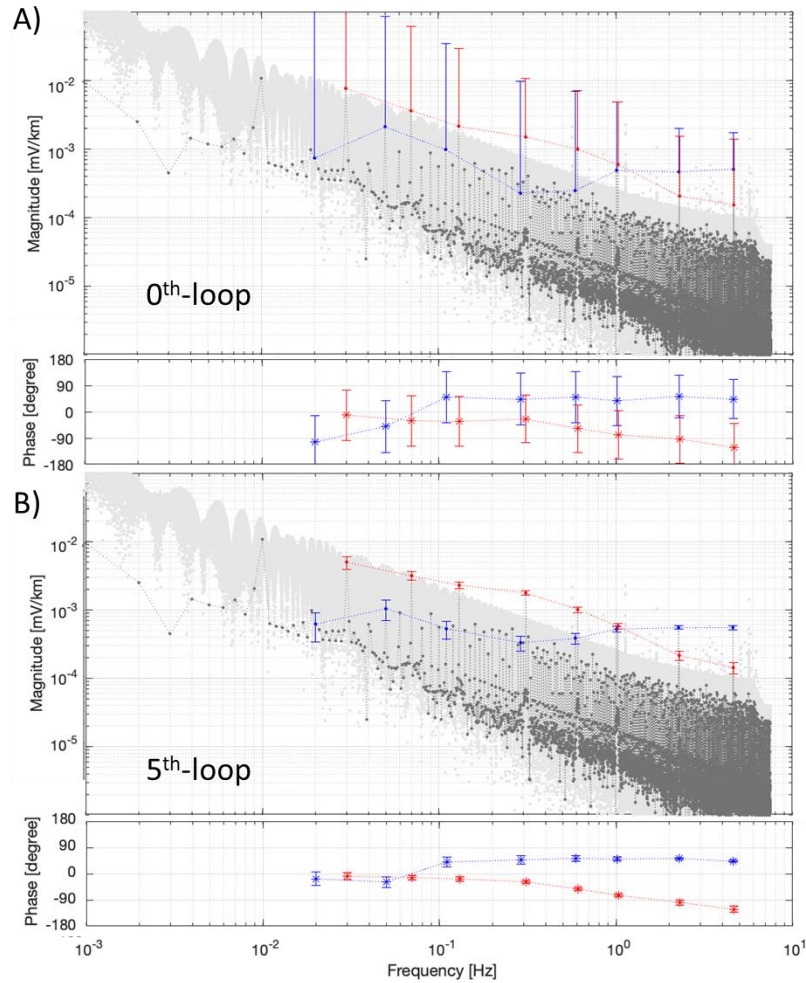 A)
10⁻²
10⁻³
10⁻⁴
10⁻⁵
Magnitude [mV/km]
0ᵗʰ-loop
180
90
0
-90
-180
Phase [degree]
B)
10⁻²
10⁻³
10⁻⁴
10⁻⁵
Magnitude [mV/km]
5ᵗʰ-loop
180
90
0
-90
-180
Phase [degree]
10⁻³ 10⁻² 10⁻¹ 10⁰ 10¹
Frequency [Hz]